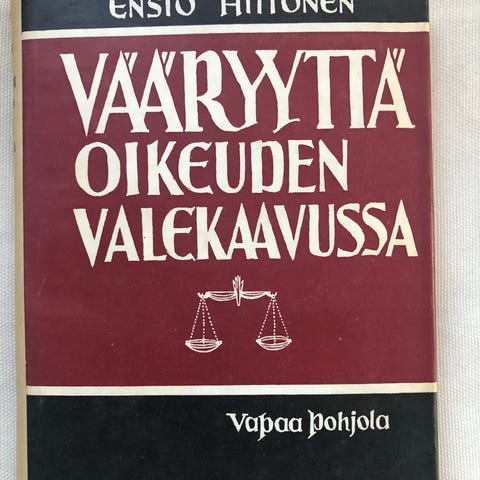 ENSIO HIITONEN
VÄÄRYYTTÄ
OIKEUDEN
VALEKAAVUSSA
Vapaa Pohjola